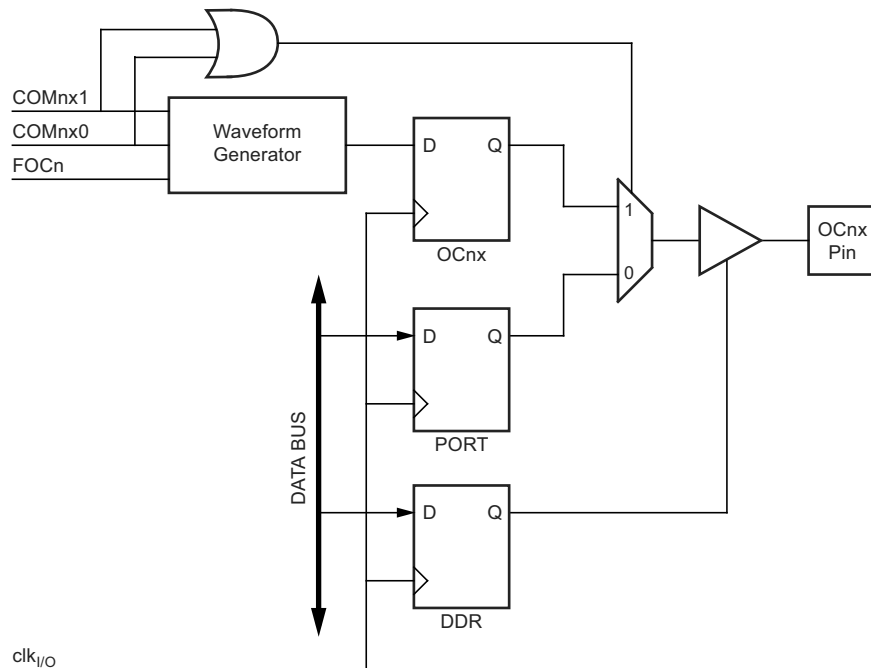 COMnx1
COMnx0
FOCn
Waveform
Generator
D
Q
OCnx
1
0
OCnx
Pin
D
Q
PORT
DATA BUS
D
Q
DDR
clkI/O